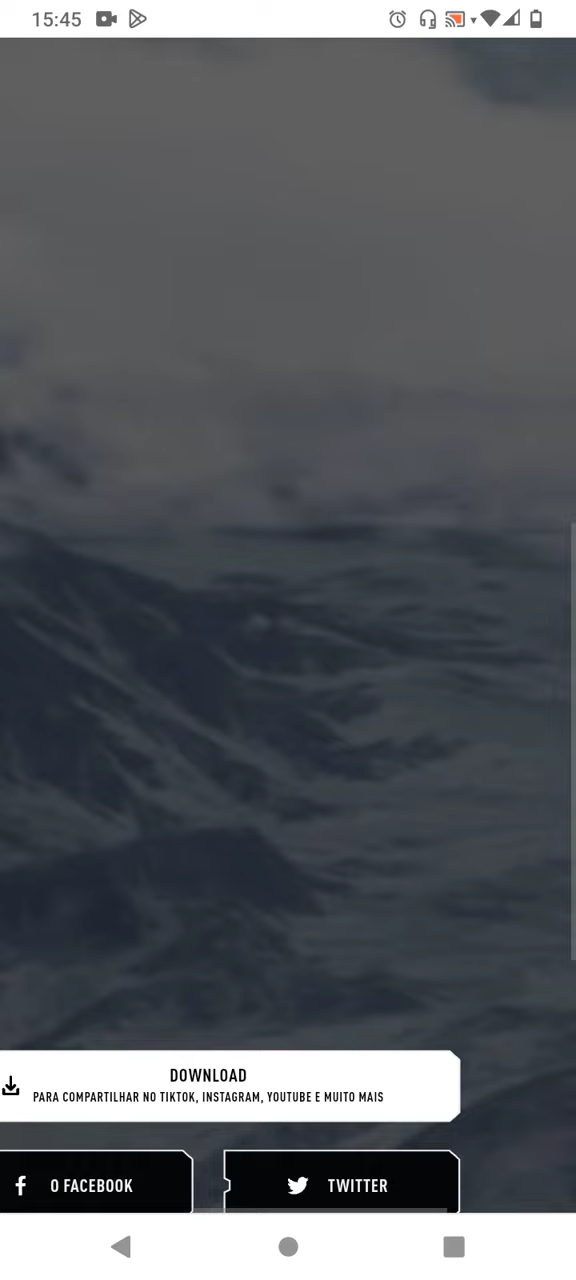 15:45
DOWNLOAD
PARA COMPARTILHAR NO TIKTOK, INSTAGRAM, YOUTUBE E MUITO MAIS
O FACEBOOK
TWITTER